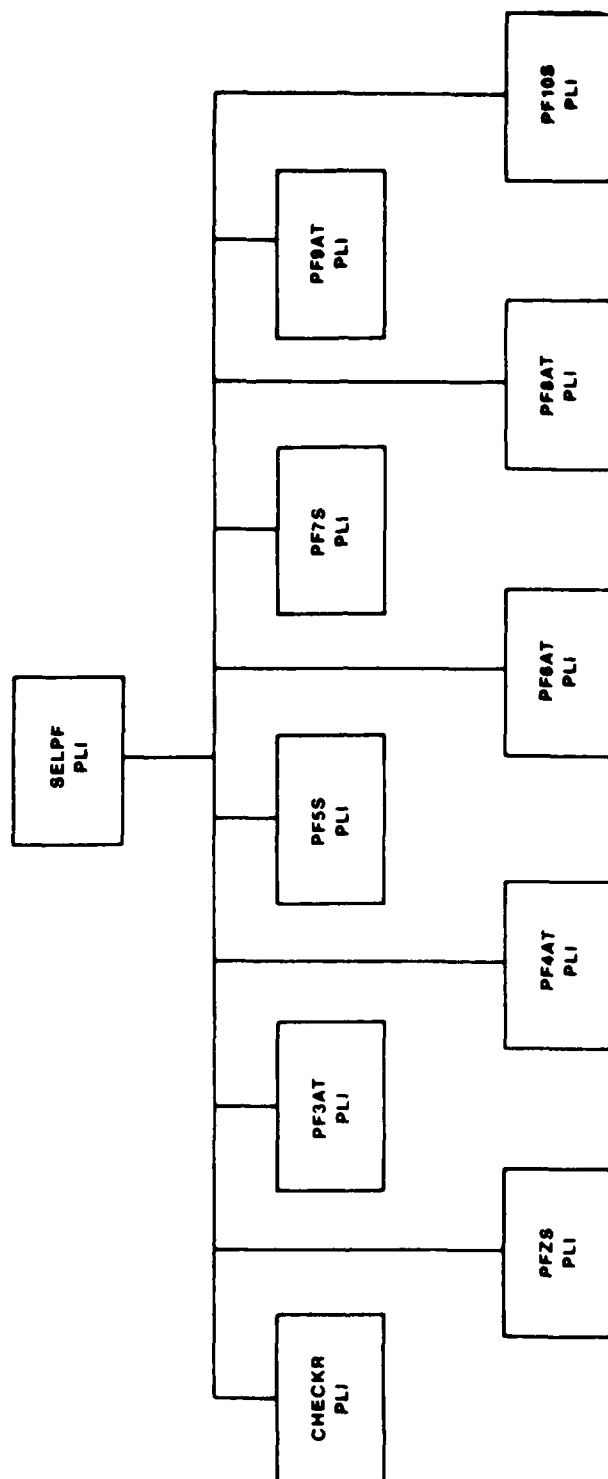 SELPF
PLI
CHECKR
PLI
PF3AT
PLI
PF5S
PLI
PF7S
PLI
PF9AT
PLI
PFZS
PLI
PF4AT
PLI
PF6AT
PLI
PF8AT
PLI
PF10S
PLI